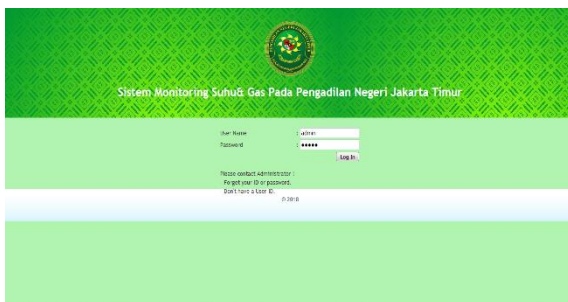 Sistem Monitoring Suhu& Gas Pada Pengadilan Negeri Jakarta Timur
User Name : admin
Password : •••••
Log In
Please contact Administrator :
Forget your ID or password.
Don't have a User ID.
© 2018